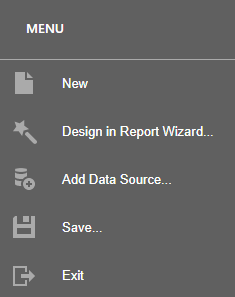 MENU
New
Design in Report Wizard...
Add Data Source...
Save...
Exit